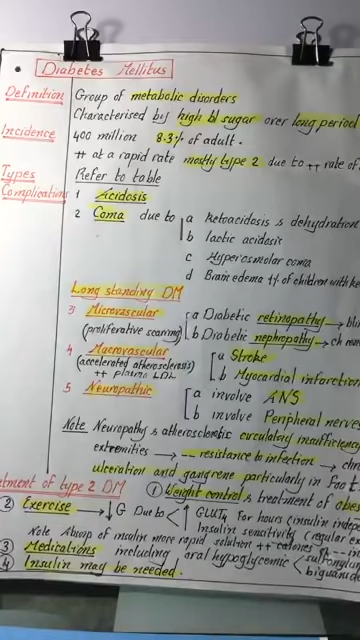 Diabetes Mellitus
Definition Group of metabolic disorders
Characterised by high bl sugar over long period
Incidence 400 million 8.3% of adult.
++ at a rapid rate mostly type 2 due to ++ rate of
Types Refer to table
Complication 1 Acidosis
2 Coma due to a ketoacidosis & dehydration
b lactic acidosis
c Hyperosmolar coma
d Brain edema 1% of children with ke
Long standing DM
3 Microvascular a Diabetic retinopathy → bli
(proliferative scarring) b Diabetic nephropathy → ch ren
4 Macrovascular a Stroke
(accelerated atherosclerosis) b Myocardial infarction
++ plasma LDL
5 Neuropathic a involve ANS
b involve Peripheral nerves
Note Neuropathy & atherosclerotic circulatory insufficiency
extremities → resistance to infection → chr
ulceration and gangrene particularly in foot
atment of type 2 DM ① Weight control & treatment of obes
② Exercise → ↓ G Due to GLUT4 For hours (insulin indep
Insulin sensitivity (regular ex
Note Absorp of insulin more rapid solution ++ calories
③ Medications including oral hypoglycemic sulfonylur
biguanid
④ Insulin may be needed.